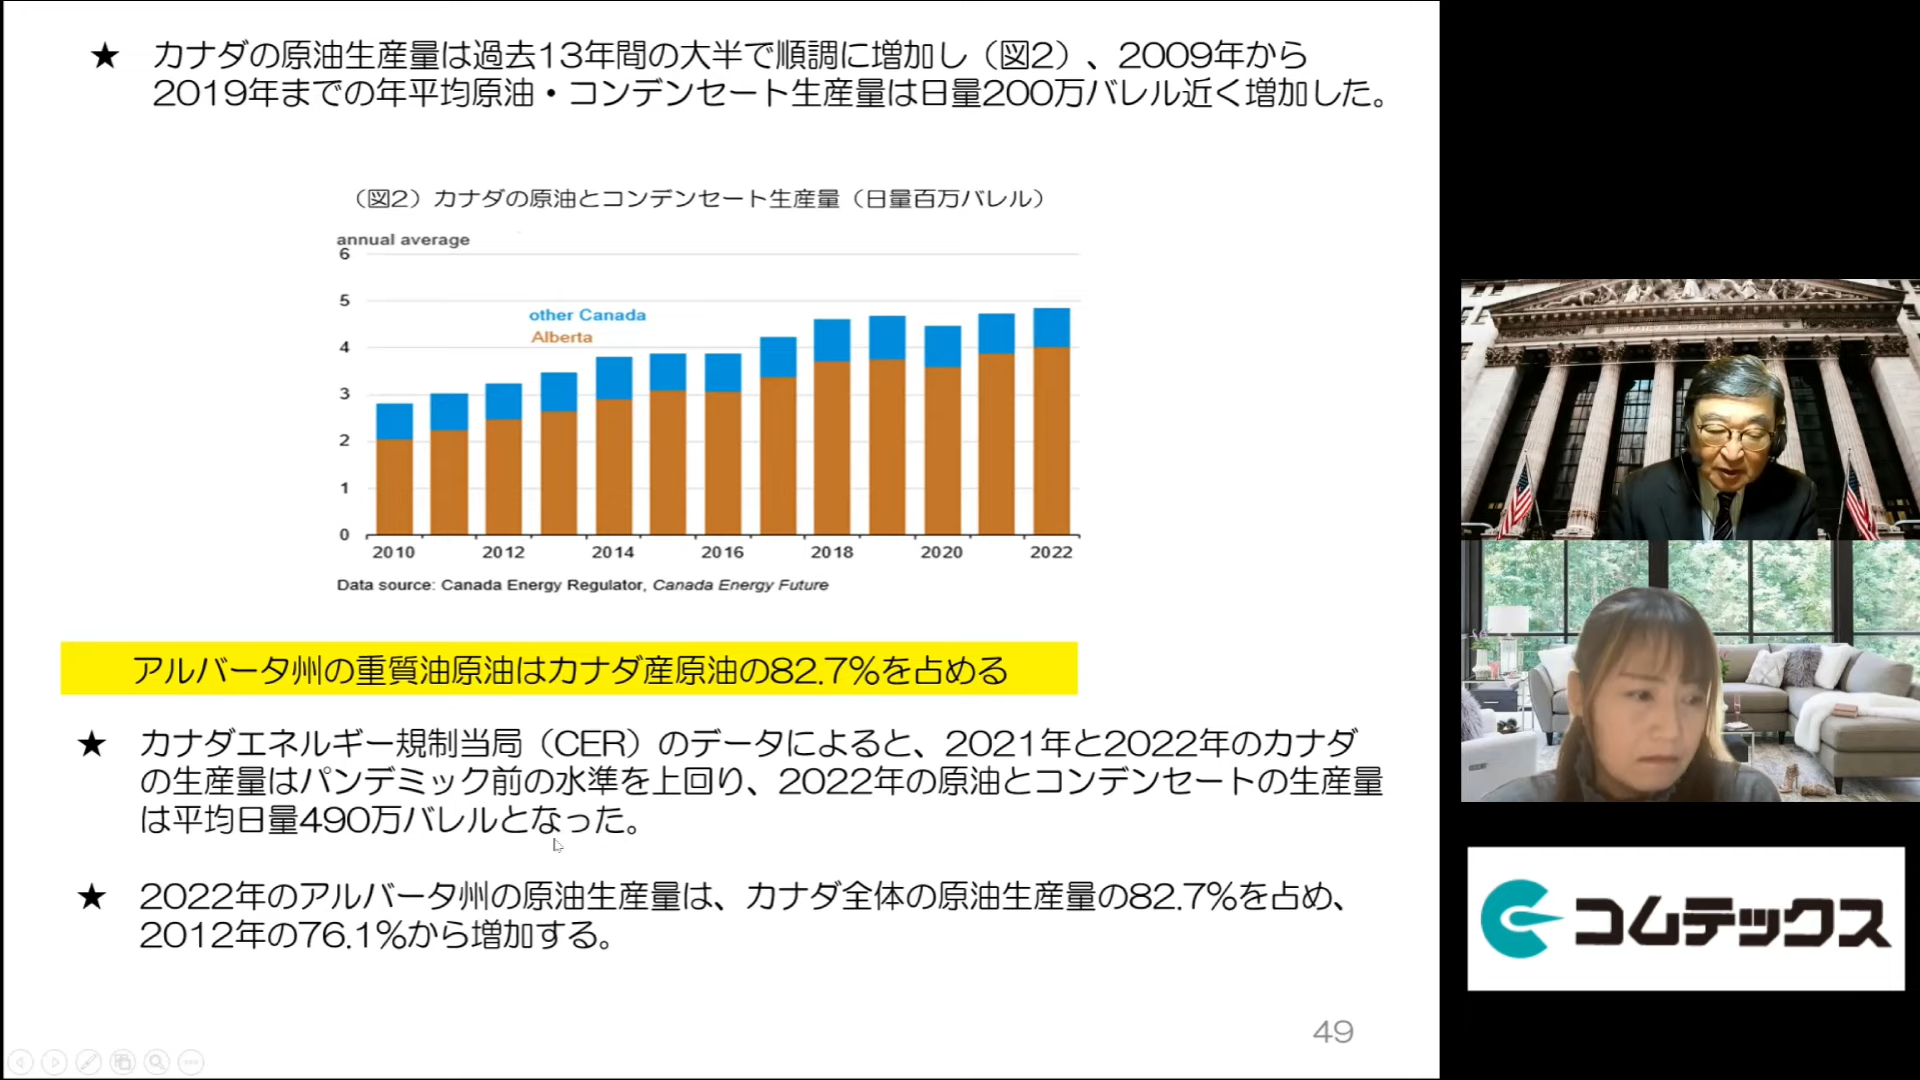 ★ カナダの原油生産量は過去13年間の大半で順調に増加し（図2）、2009年から
2019年までの年平均原油・コンデンセート生産量は日量200万バレル近く増加した。
（図2）カナダの原油とコンデンセート生産量（日量百万バレル）
annual average
6
5
other Canada
Alberta
4
3
2
1
0
2010 2012 2014 2016 2018 2020 2022
Data source: Canada Energy Regulator, Canada Energy Future
アルバータ州の重質油原油はカナダ産原油の82.7%を占める
★ カナダエネルギー規制当局（CER）のデータによると、2021年と2022年のカナダ
の生産量はパンデミック前の水準を上回り、2022年の原油とコンデンセートの生産量
は平均日量490万バレルとなった。
★ 2022年のアルバータ州の原油生産量は、カナダ全体の原油生産量の82.7%を占め、
2012年の76.1%から増加する。
49
コムテックス